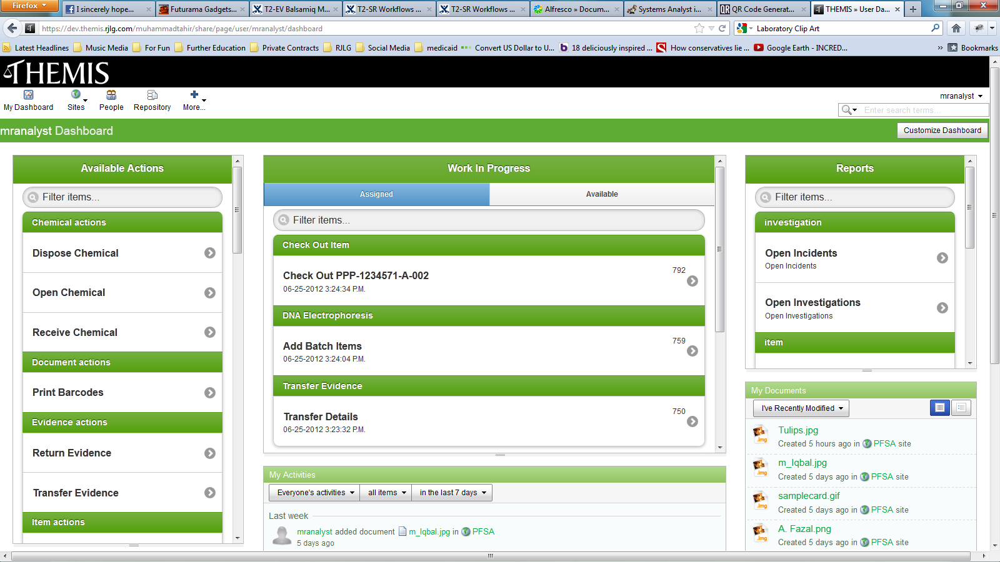 Firefox
I sincerely hope...
Futurama Gadgets...
T2-EV Balsamiq M...
T2-SR Workflows ...
T2-SR Workflows ...
Alfresco » Docum...
Systems Analyst i...
QR Code Generat...
THEMIS » User Da...
https://dev.themis.rjlg.com/muhammadtahir/share/page/user/mranalyst/dashboard
Laboratory Clip Art
Latest Headlines
Music Media
For Fun
Further Education
Private Contracts
RJLG
Social Media
medicaid
Convert US Dollar to U...
18 deliciously inspired ...
How conservatives lie ...
Google Earth - INCRED...
Bookmarks
THEMIS
My Dashboard
Sites
People
Repository
More...
mranalyst
Enter search terms...
mranalyst Dashboard
Customize Dashboard
Available Actions
Filter items...
Chemical actions
Dispose Chemical
Open Chemical
Receive Chemical
Document actions
Print Barcodes
Evidence actions
Return Evidence
Transfer Evidence
Item actions
Work In Progress
Assigned
Available
Filter items...
Check Out Item
Check Out PPP-1234571-A-002
792
06-25-2012 3:24:34 P.M.
DNA Electrophoresis
Add Batch Items
759
06-25-2012 3:24:04 P.M.
Transfer Evidence
Transfer Details
750
06-25-2012 3:23:32 P.M.
My Activities
Everyone's activities
all items
in the last 7 days
Last week
mranalyst added document m_Iqbal.jpg in PFSA
5 days ago
Reports
Filter items...
investigation
Open Incidents
Open Incidents
Open Investigations
Open Investigations
item
My Documents
I've Recently Modified
Tulips.jpg
Created 5 hours ago in PFSA site
m_Iqbal.jpg
Created 5 days ago in PFSA site
samplecard.gif
Created 5 days ago in PFSA site
A. Fazal.png
Created 5 days ago in PFSA site